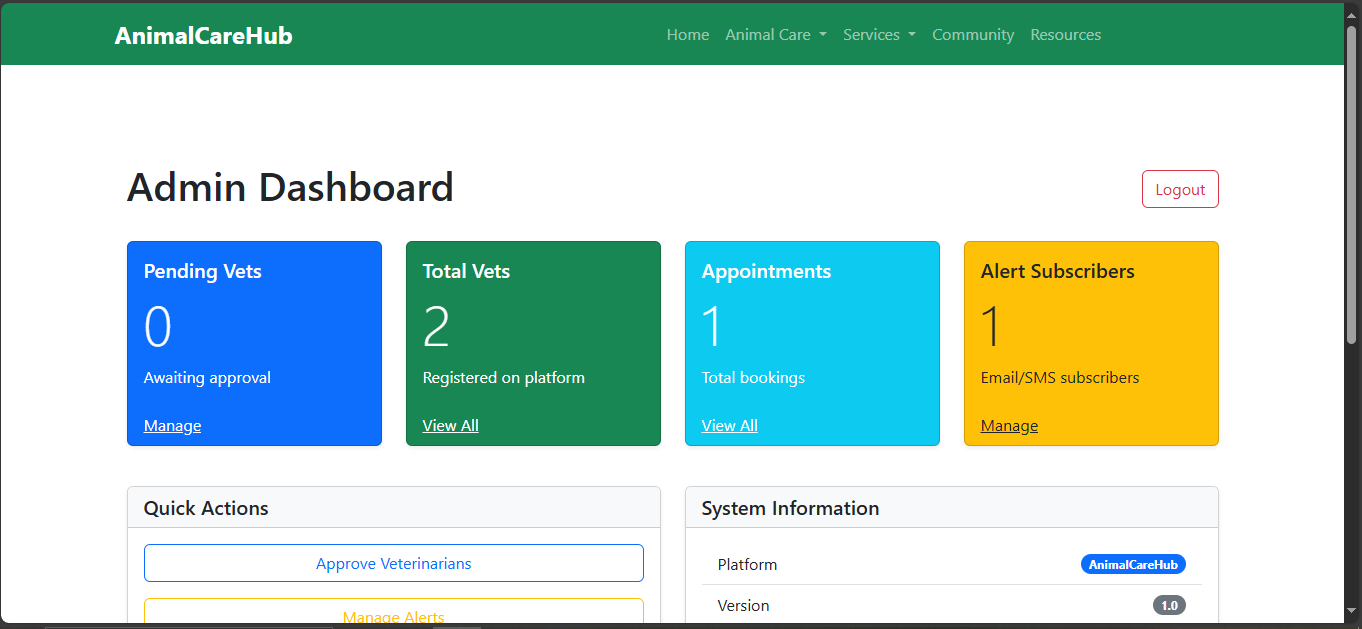 AnimalCareHub
Home Animal Care Services Community Resources
Admin Dashboard
Logout
Pending Vets
0
Awaiting approval
Manage
Total Vets
2
Registered on platform
View All
Appointments
1
Total bookings
View All
Alert Subscribers
1
Email/SMS subscribers
Manage
Quick Actions
Approve Veterinarians
Manage Alerts
System Information
Platform AnimalCareHub
Version 1.0